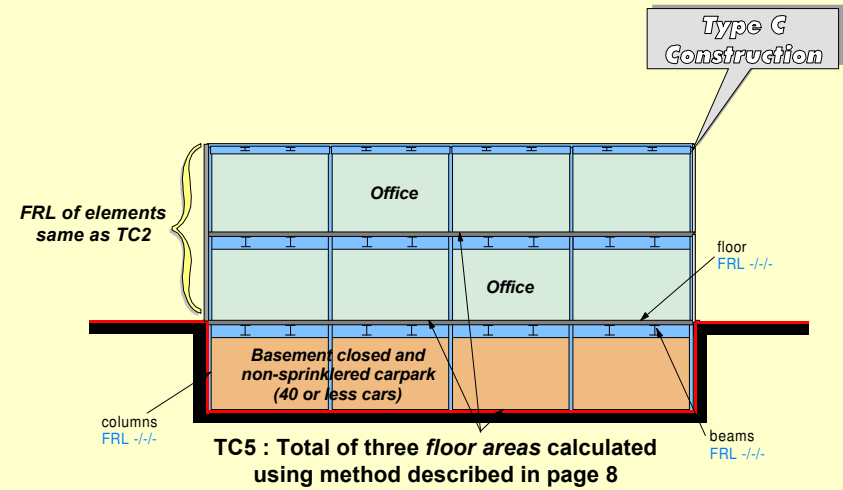 Type C
Construction
Office
FRL of elements
same as TC2
floor
FRL -/-/-
Office
Basement closed and
non-sprinklered carpark
(40 or less cars)
columns
FRL -/-/-
beams
FRL -/-/-
TC5 : Total of three floor areas calculated
using method described in page 8